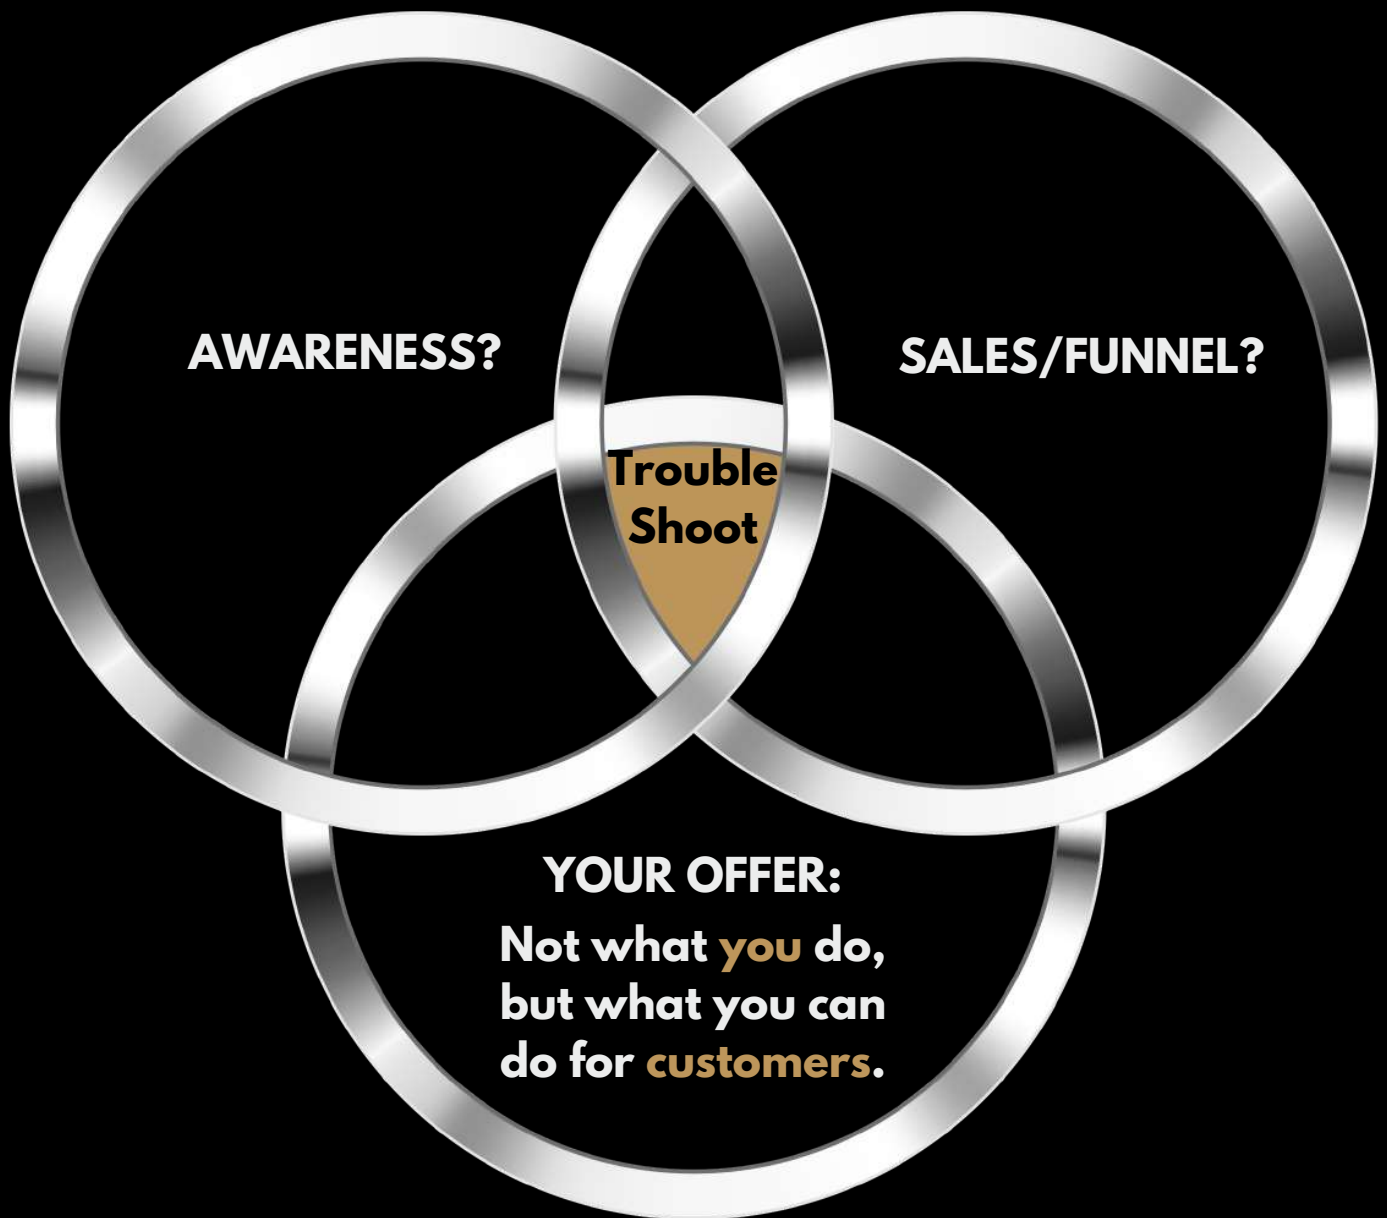 AWARENESS?
SALES/FUNNEL?
Trouble
Shoot
YOUR OFFER:
Not what you do,
but what you can
do for customers.